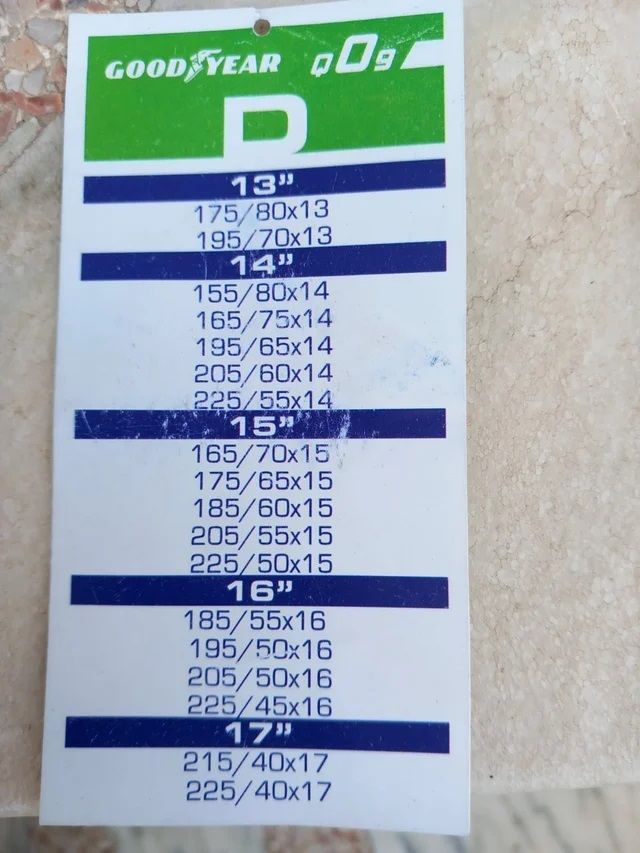 GOODYEAR Q09
D
13”
175/80x13
195/70x13
14”
155/80x14
165/75x14
195/65x14
205/60x14
225/55x14
15”
165/70x15
175/65x15
185/60x15
205/55x15
225/50x15
16”
185/55x16
195/50x16
205/50x16
225/45x16
17”
215/40x17
225/40x17